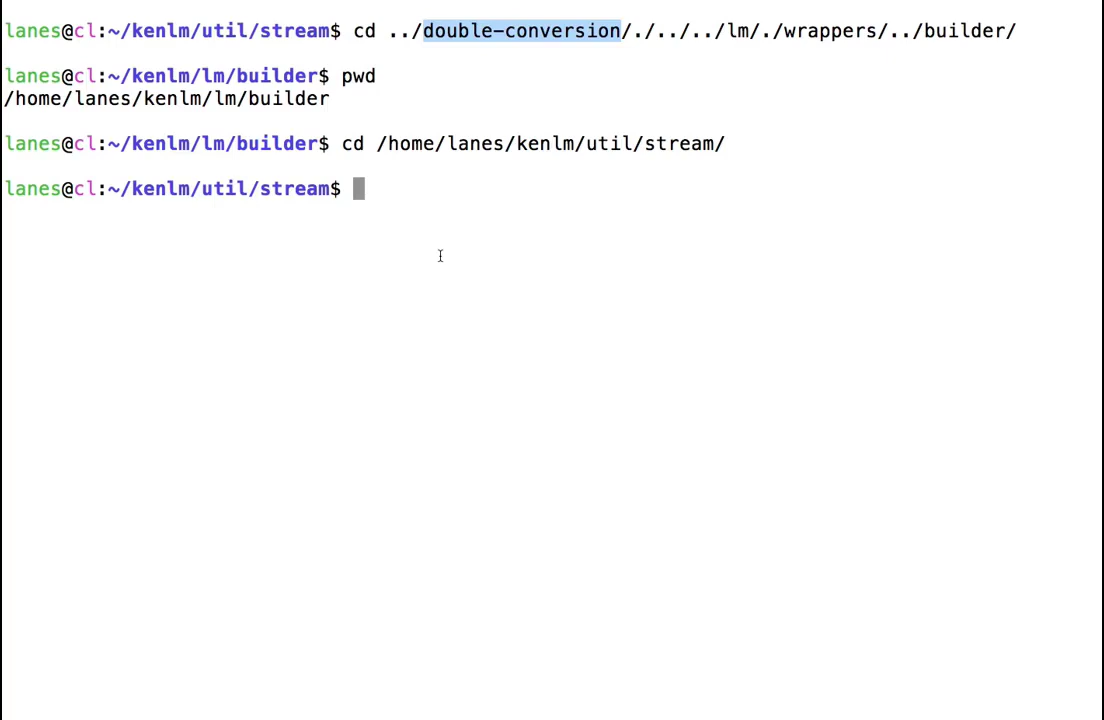 lanes@cl:~/kenlm/util/stream$ cd ../double-conversion/./../../lm/./wrappers/../builder/
lanes@cl:~/kenlm/lm/builder$ pwd
/home/lanes/kenlm/lm/builder
lanes@cl:~/kenlm/lm/builder$ cd /home/lanes/kenlm/util/stream/
lanes@cl:~/kenlm/util/stream$